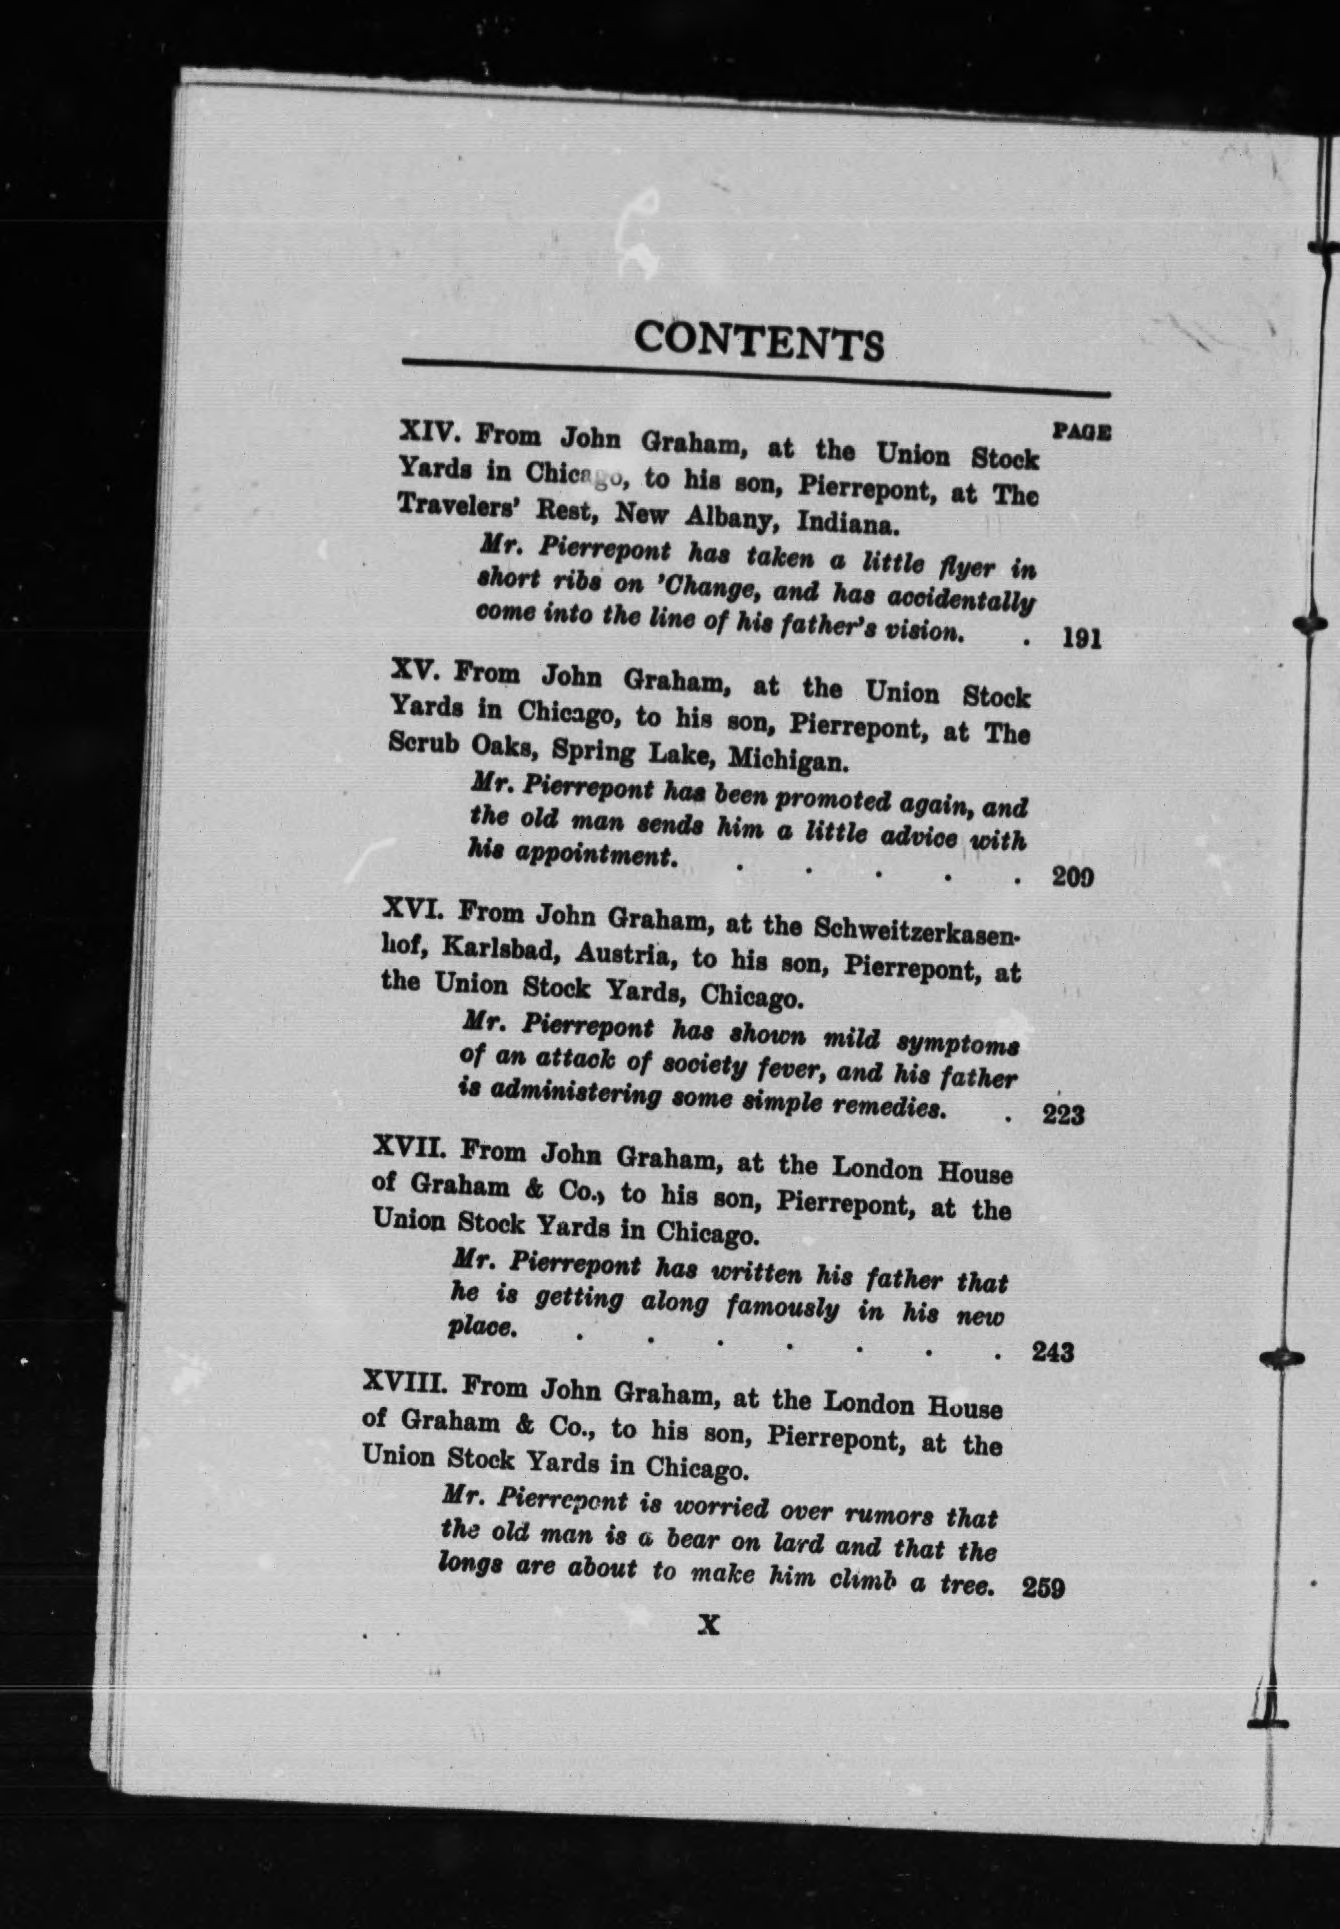 CONTENTS
PAGE
XIV. From John Graham, at the Union Stock
Yards in Chicago, to his son, Pierrepont, at The
Travelers' Rest, New Albany, Indiana.
Mr. Pierrepont has taken a little flyer in
short ribs on 'Change, and has accidentally
come into the line of his father's vision. . 191
XV. From John Graham, at the Union Stock
Yards in Chicago, to his son, Pierrepont, at The
Scrub Oaks, Spring Lake, Michigan.
Mr. Pierrepont has been promoted again, and
the old man sends him a little advice with
his appointment. . . . . . 209
XVI. From John Graham, at the Schweitzerkasen-
hof, Karlsbad, Austria, to his son, Pierrepont, at
the Union Stock Yards, Chicago.
Mr. Pierrepont has shown mild symptoms
of an attack of society fever, and his father
is administering some simple remedies. . 223
XVII. From John Graham, at the London House
of Graham & Co., to his son, Pierrepont, at the
Union Stock Yards in Chicago.
Mr. Pierrepont has written his father that
he is getting along famously in his new
place. . . . . . . . 243
XVIII. From John Graham, at the London House
of Graham & Co., to his son, Pierrepont, at the
Union Stock Yards in Chicago.
Mr. Pierrepont is worried over rumors that
the old man is a bear on lard and that the
longs are about to make him climb a tree. 259
X